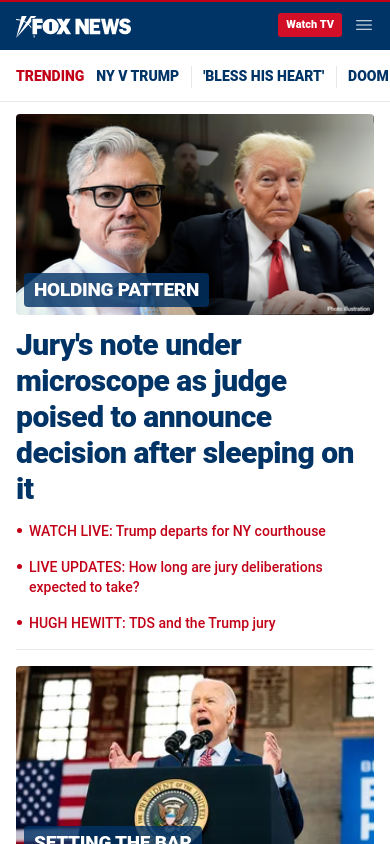 FOX NEWS
Watch TV
TRENDING NY V TRUMP 'BLESS HIS HEART' DOOM
HOLDING PATTERN
Photo illustration
Jury's note under
microscope as judge
poised to announce
decision after sleeping on
it
WATCH LIVE: Trump departs for NY courthouse
LIVE UPDATES: How long are jury deliberations
expected to take?
HUGH HEWITT: TDS and the Trump jury
SETTING THE BAR